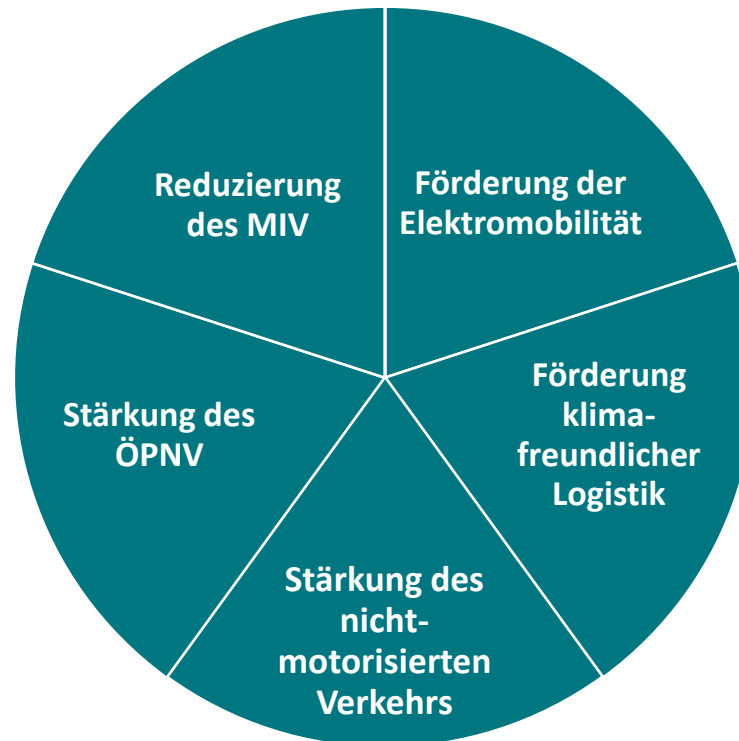 Reduzierung
des MIV
Förderung der
Elektromobilität
Förderung
klima-
freundlicher
Logistik
Stärkung des
nicht-
motorisierten
Verkehrs
Stärkung des
ÖPNV